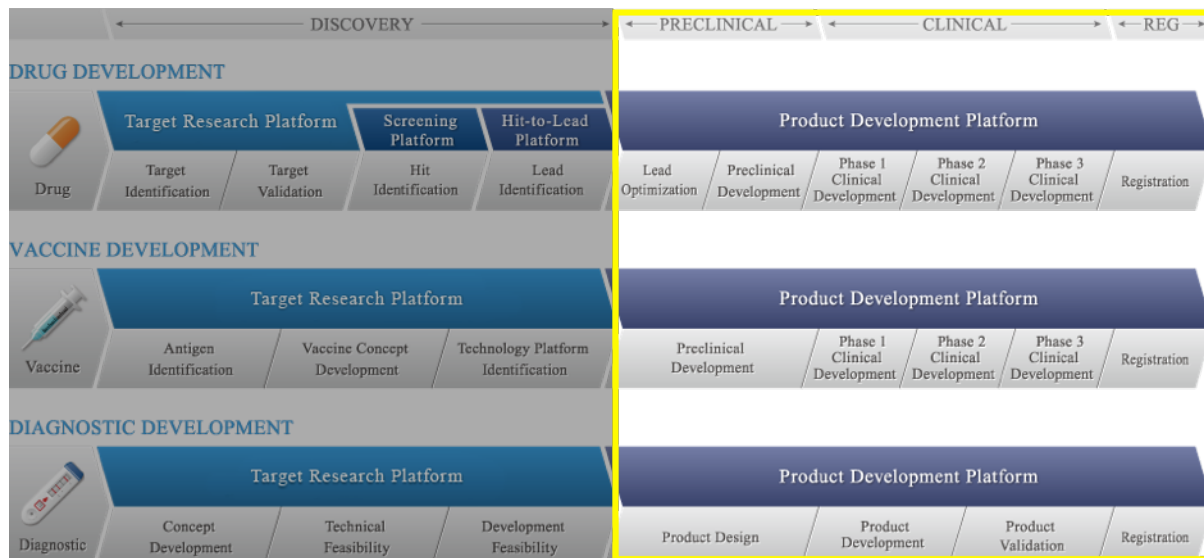 DISCOVERY PRECLINICAL CLINICAL REG
DRUG DEVELOPMENT
Drug
Target Research Platform
Screening
Platform
Hit-to-Lead
Platform
Product Development Platform
Target
Identification
Target
Validation
Hit
Identification
Lead
Identification
Lead
Optimization
Preclinical
Development
Phase 1
Clinical
Development
Phase 2
Clinical
Development
Phase 3
Clinical
Development
Registration
VACCINE DEVELOPMENT
Vaccine
Target Research Platform
Product Development Platform
Antigen
Identification
Vaccine Concept
Development
Technology Platform
Identification
Preclinical
Development
Phase 1
Clinical
Development
Phase 2
Clinical
Development
Phase 3
Clinical
Development
Registration
DIAGNOSTIC DEVELOPMENT
Diagnostic
Target Research Platform
Product Development Platform
Concept
Development
Technical
Feasibility
Development
Feasibility
Product Design
Product
Development
Product
Validation
Registration